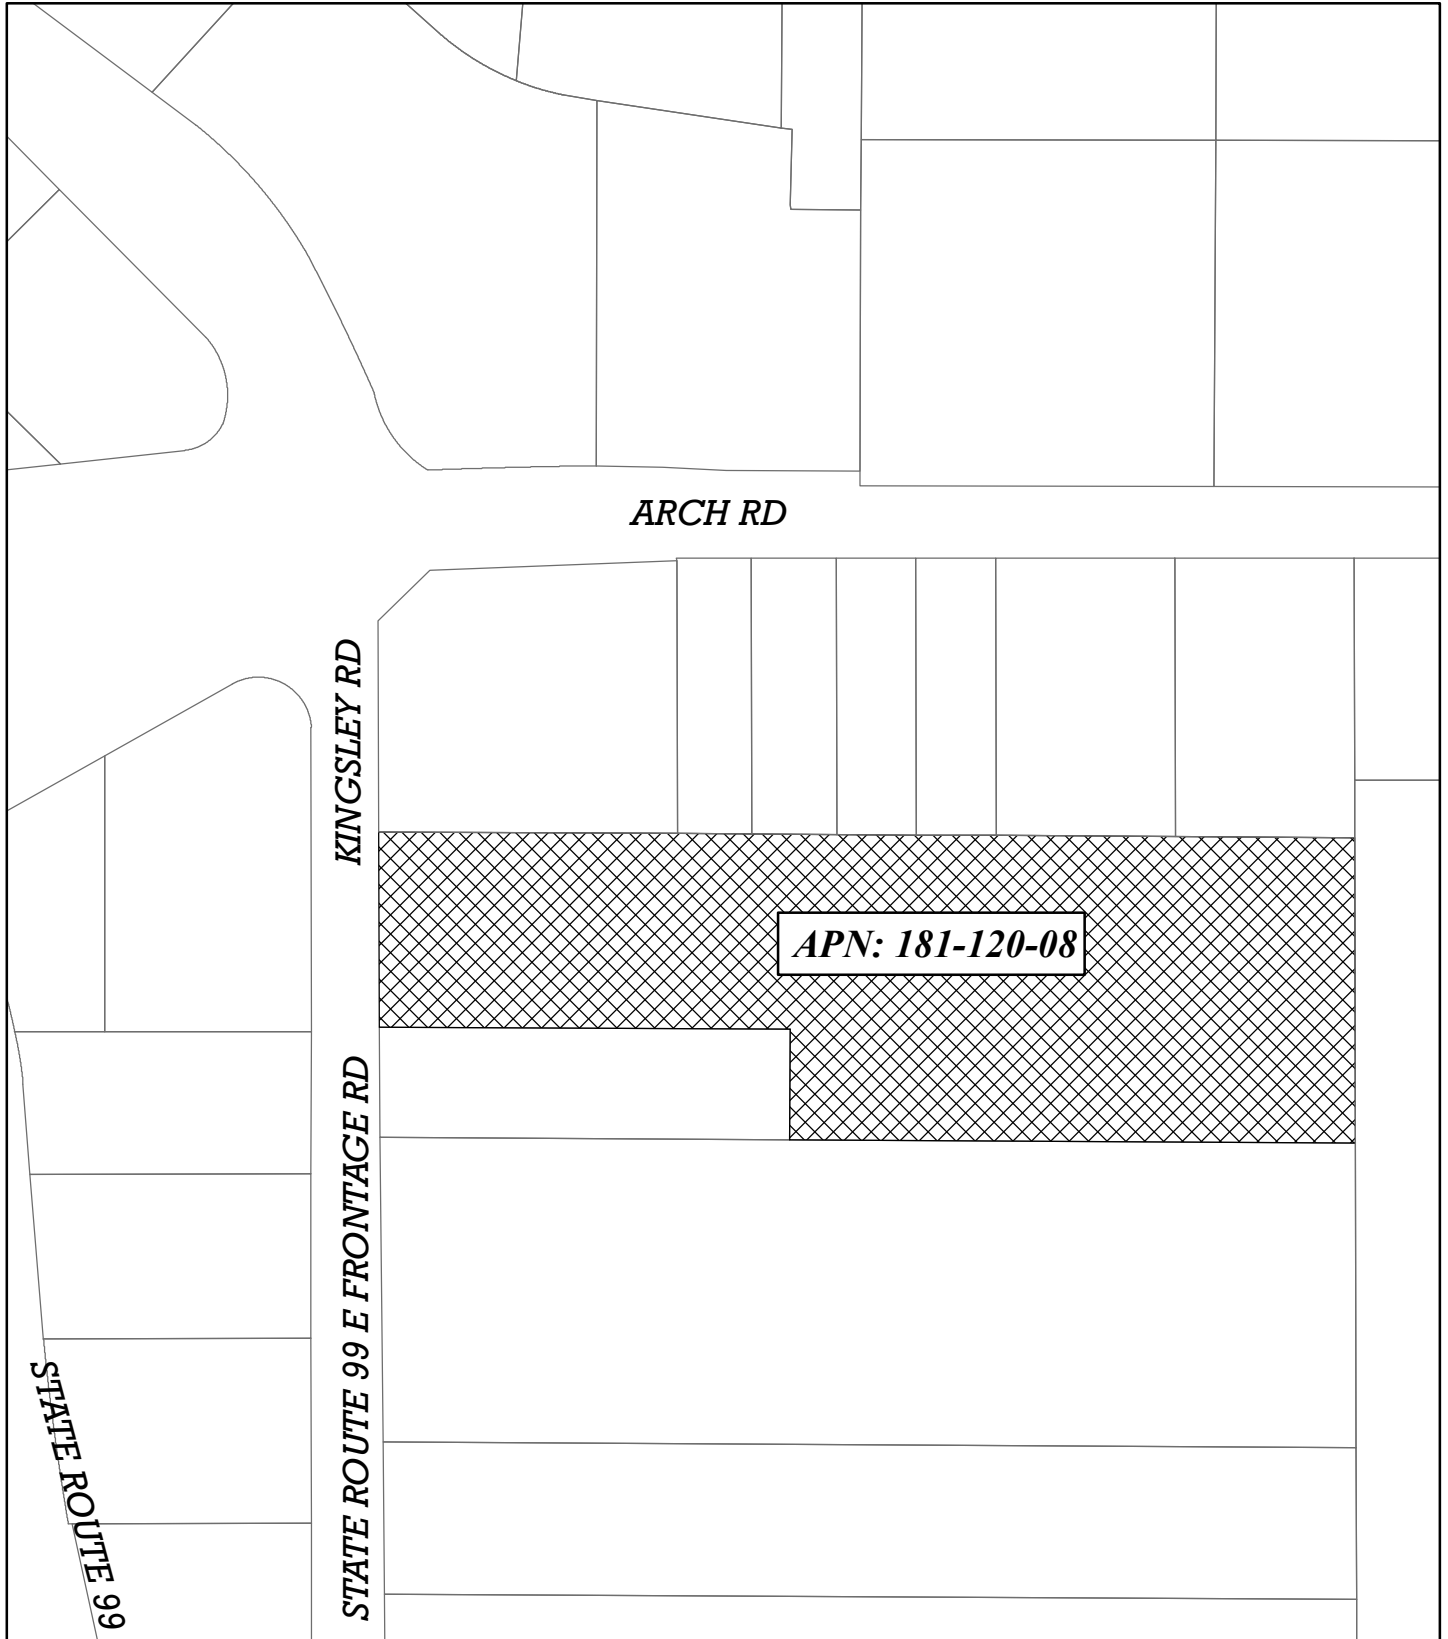 ARCH RD
KINGSLEY RD
APN: 181-120-08
STATE ROUTE 99 E FRONTAGE RD
STATE ROUTE 99